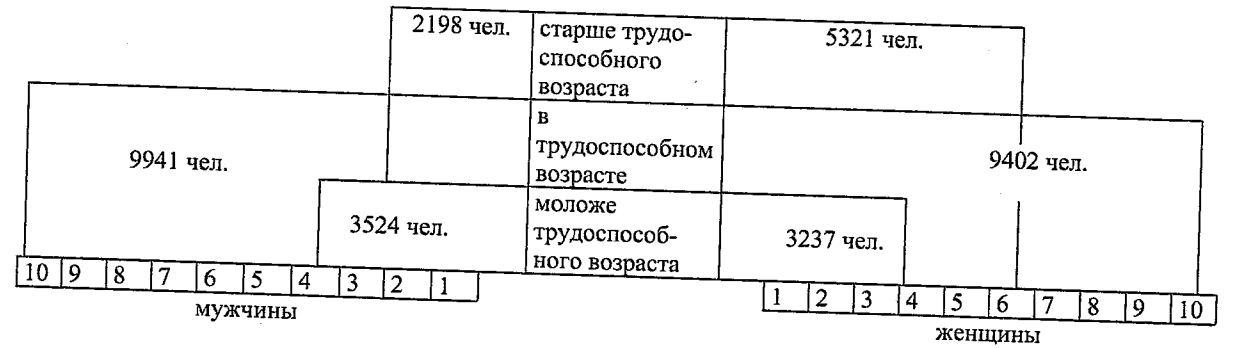 2198 чел.
старше трудо-
способного
возраста
5321 чел.
9941 чел.
в
трудоспособном
возрасте
9402 чел.
3524 чел.
моложе
трудоспособ-
ного возраста
3237 чел.
10 9 8 7 6 5 4 3 2 1
1 2 3 4 5 6 7 8 9 10
мужчины
женщины